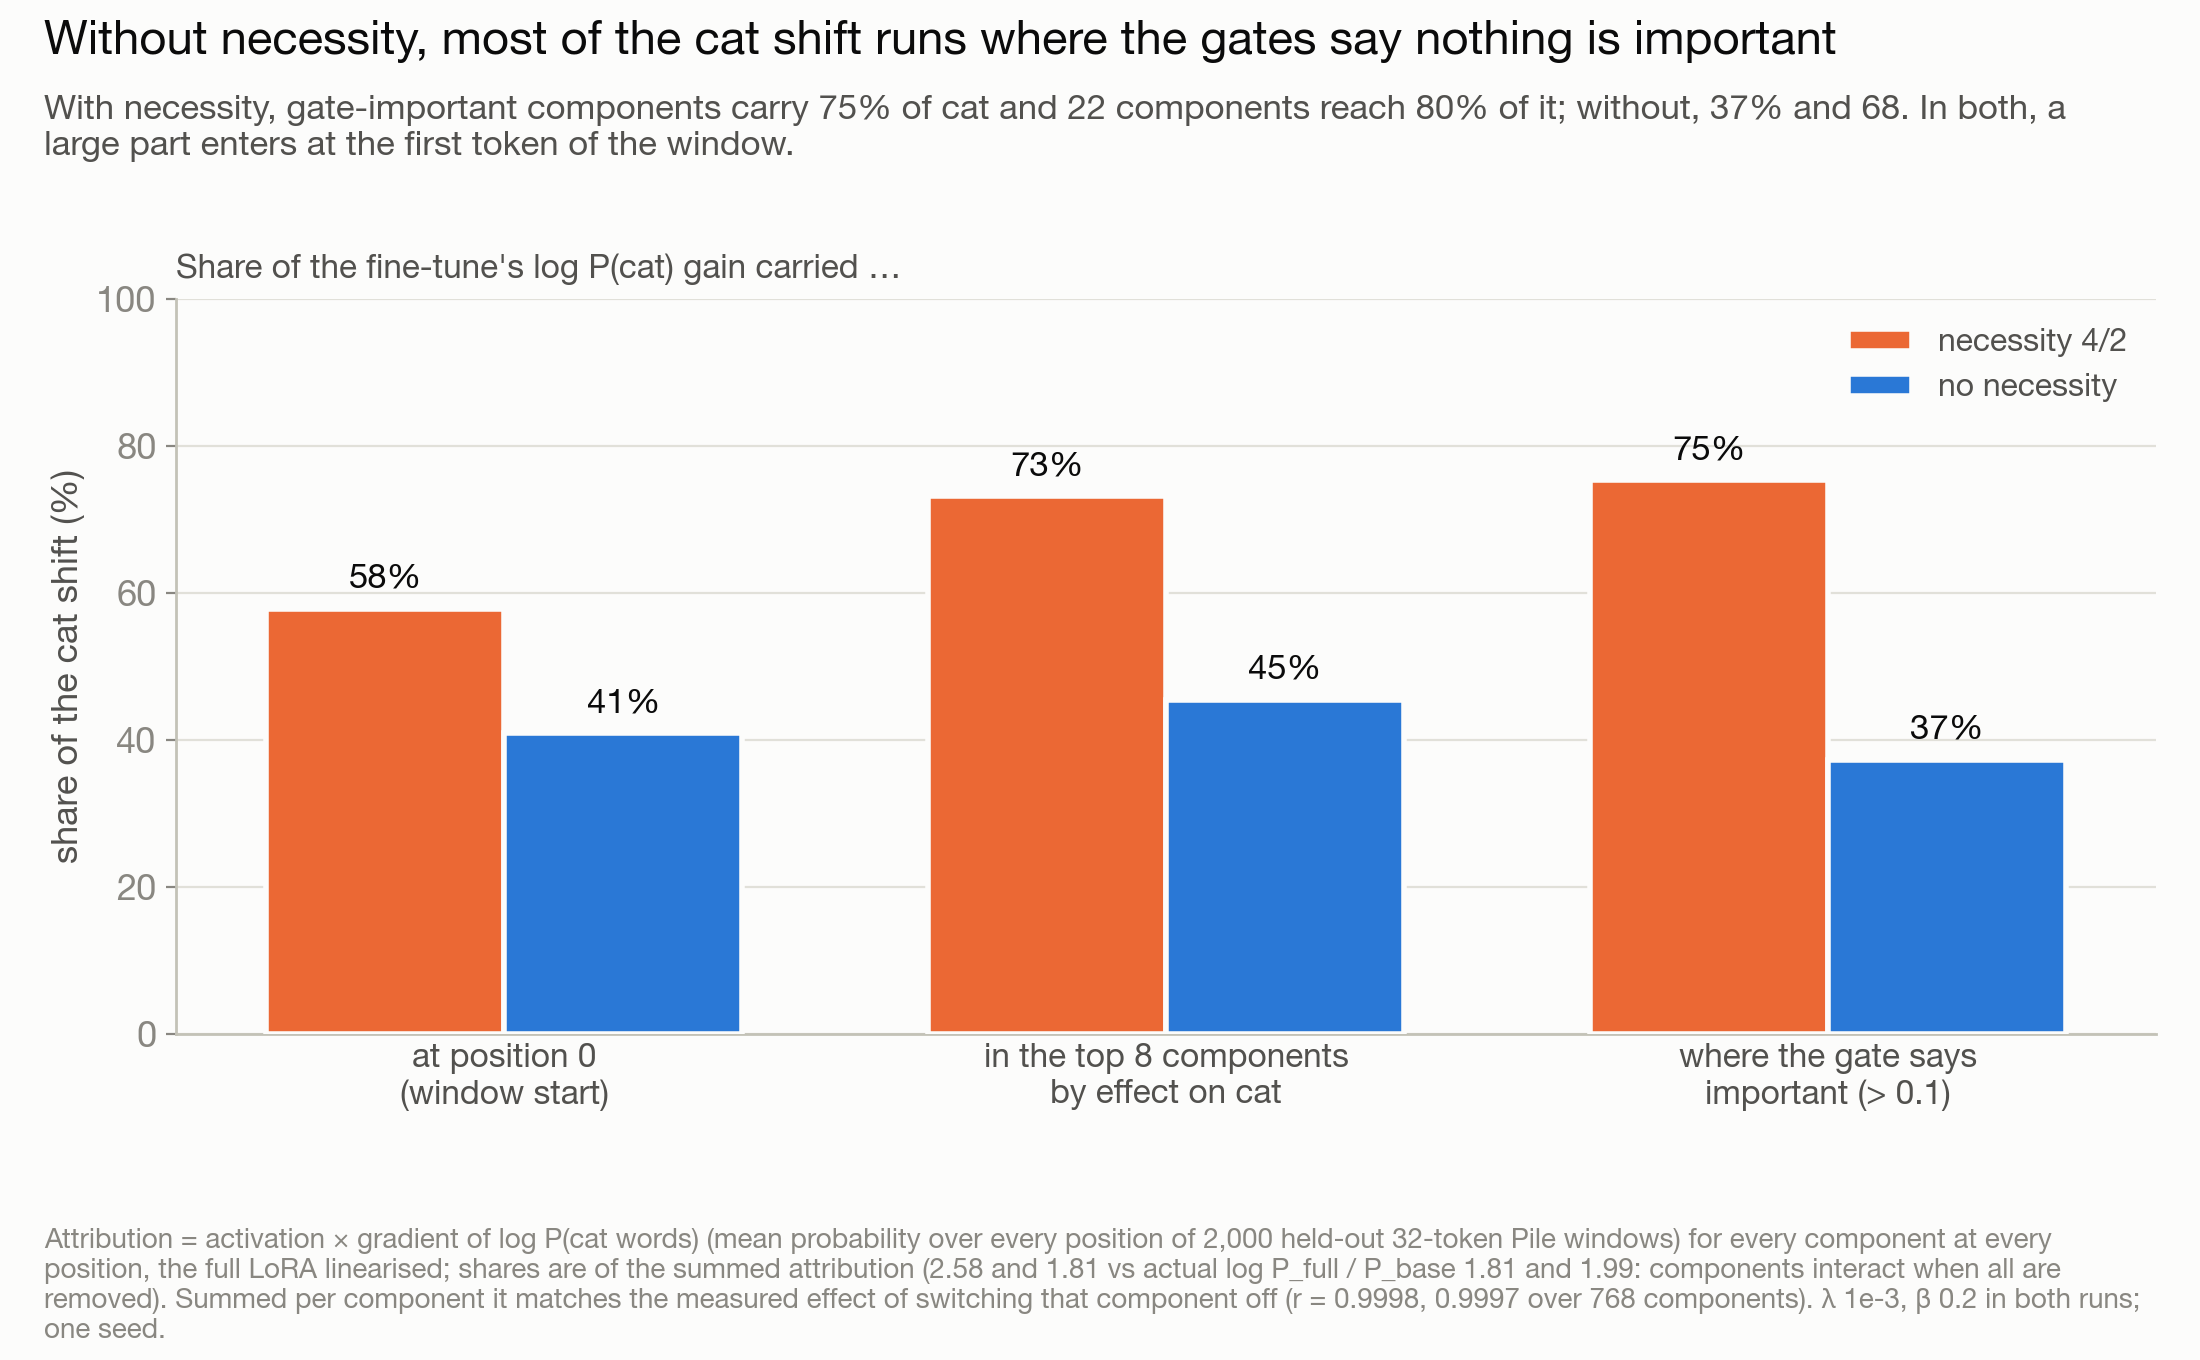 Without necessity, most of the cat shift runs where the gates say nothing is important
With necessity, gate-important components carry 75% of cat and 22 components reach 80% of it; without, 37% and 68. In both, a
large part enters at the first token of the window.
Share of the fine-tune's log P(cat) gain carried …
100
80
60
40
20
0
share of the cat shift (%)
necessity 4/2
no necessity
58%
41%
73%
45%
75%
37%
at position 0
(window start)
in the top 8 components
by effect on cat
where the gate says
important (> 0.1)
Attribution = activation × gradient of log P(cat words) (mean probability over every position of 2,000 held-out 32-token Pile windows) for every component at every
position, the full LoRA linearised; shares are of the summed attribution (2.58 and 1.81 vs actual log P_full / P_base 1.81 and 1.99: components interact when all are
removed). Summed per component it matches the measured effect of switching that component off (r = 0.9998, 0.9997 over 768 components). λ 1e-3, β 0.2 in both runs;
one seed.